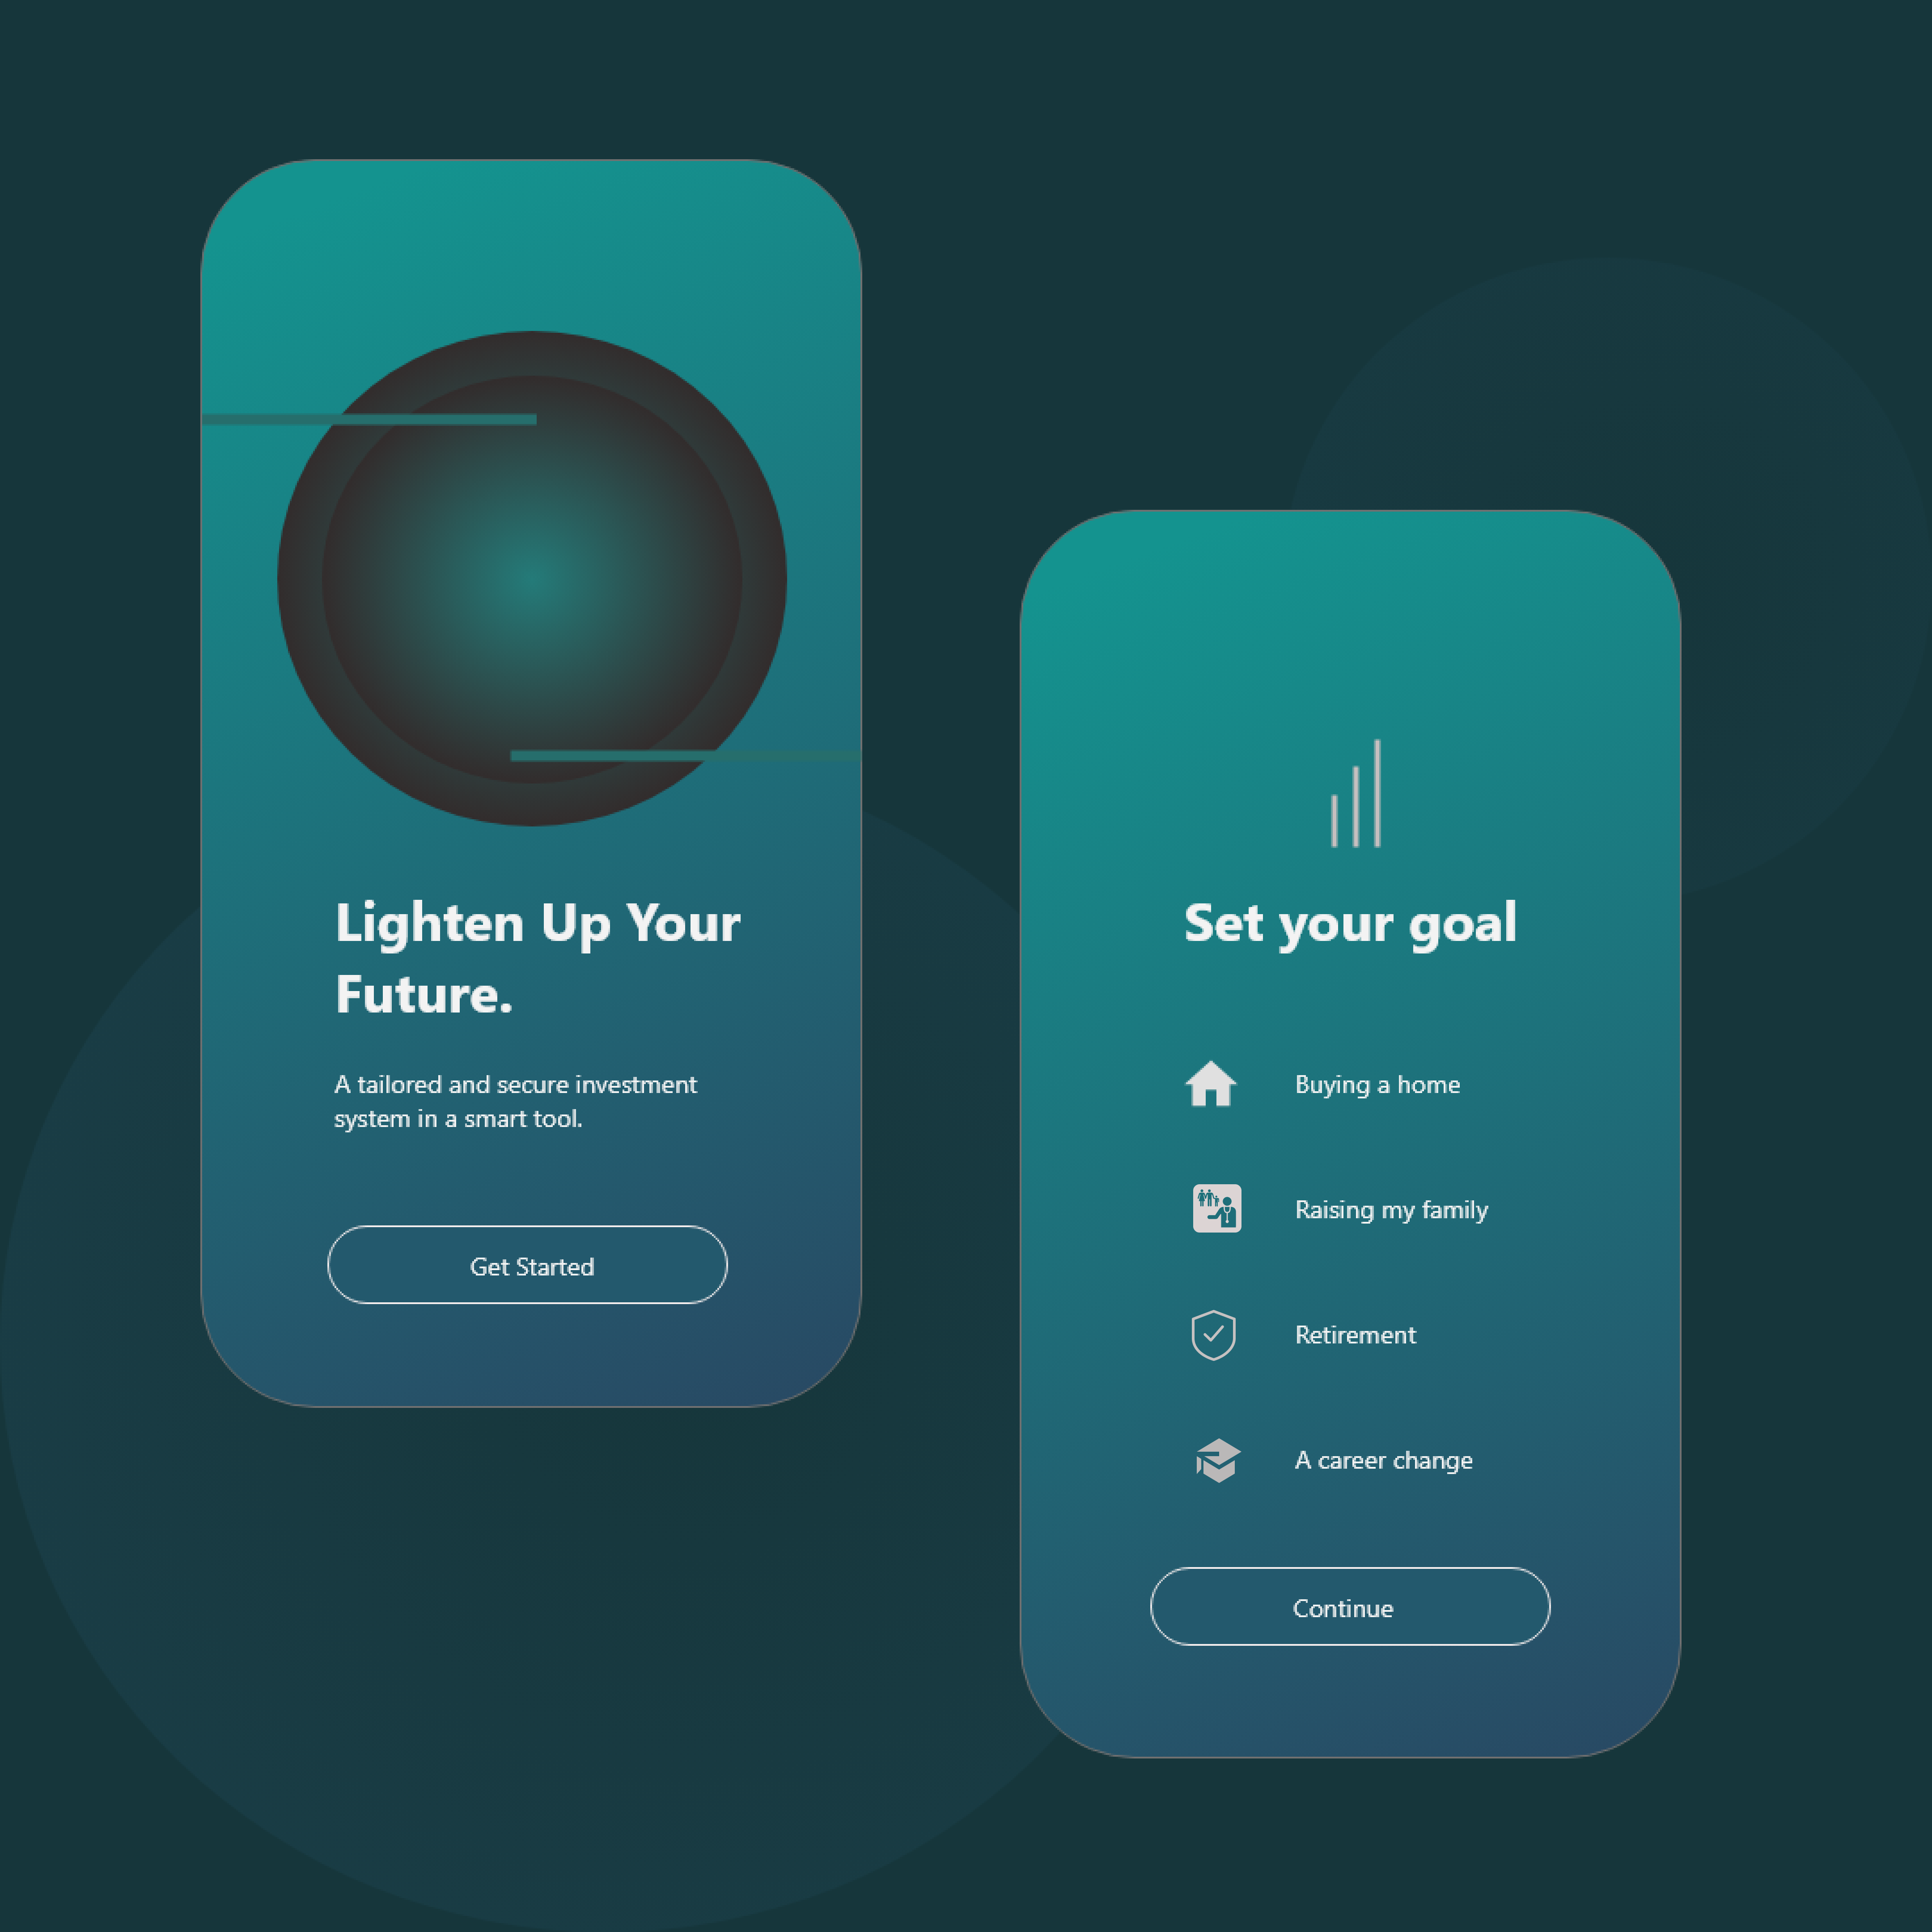 Lighten Up Your
Future.
A tailored and secure investment
system in a smart tool.
Get Started
Set your goal
Buying a home
Raising my family
Retirement
A career change
Continue